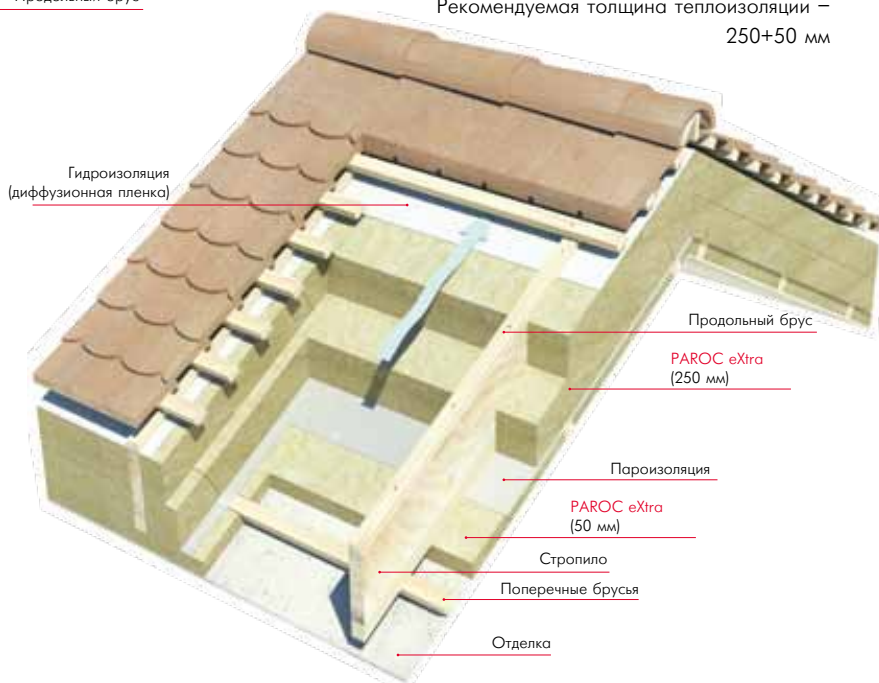 Продольный брус
Рекомендуемая толщина теплоизоляции –
250+50 мм
Гидроизоляция
(диффузионная пленка)
Продольный брус
PAROC eXtra
(250 мм)
Пароизоляция
PAROC eXtra
(50 мм)
Стропило
Поперечные брусья
Отделка